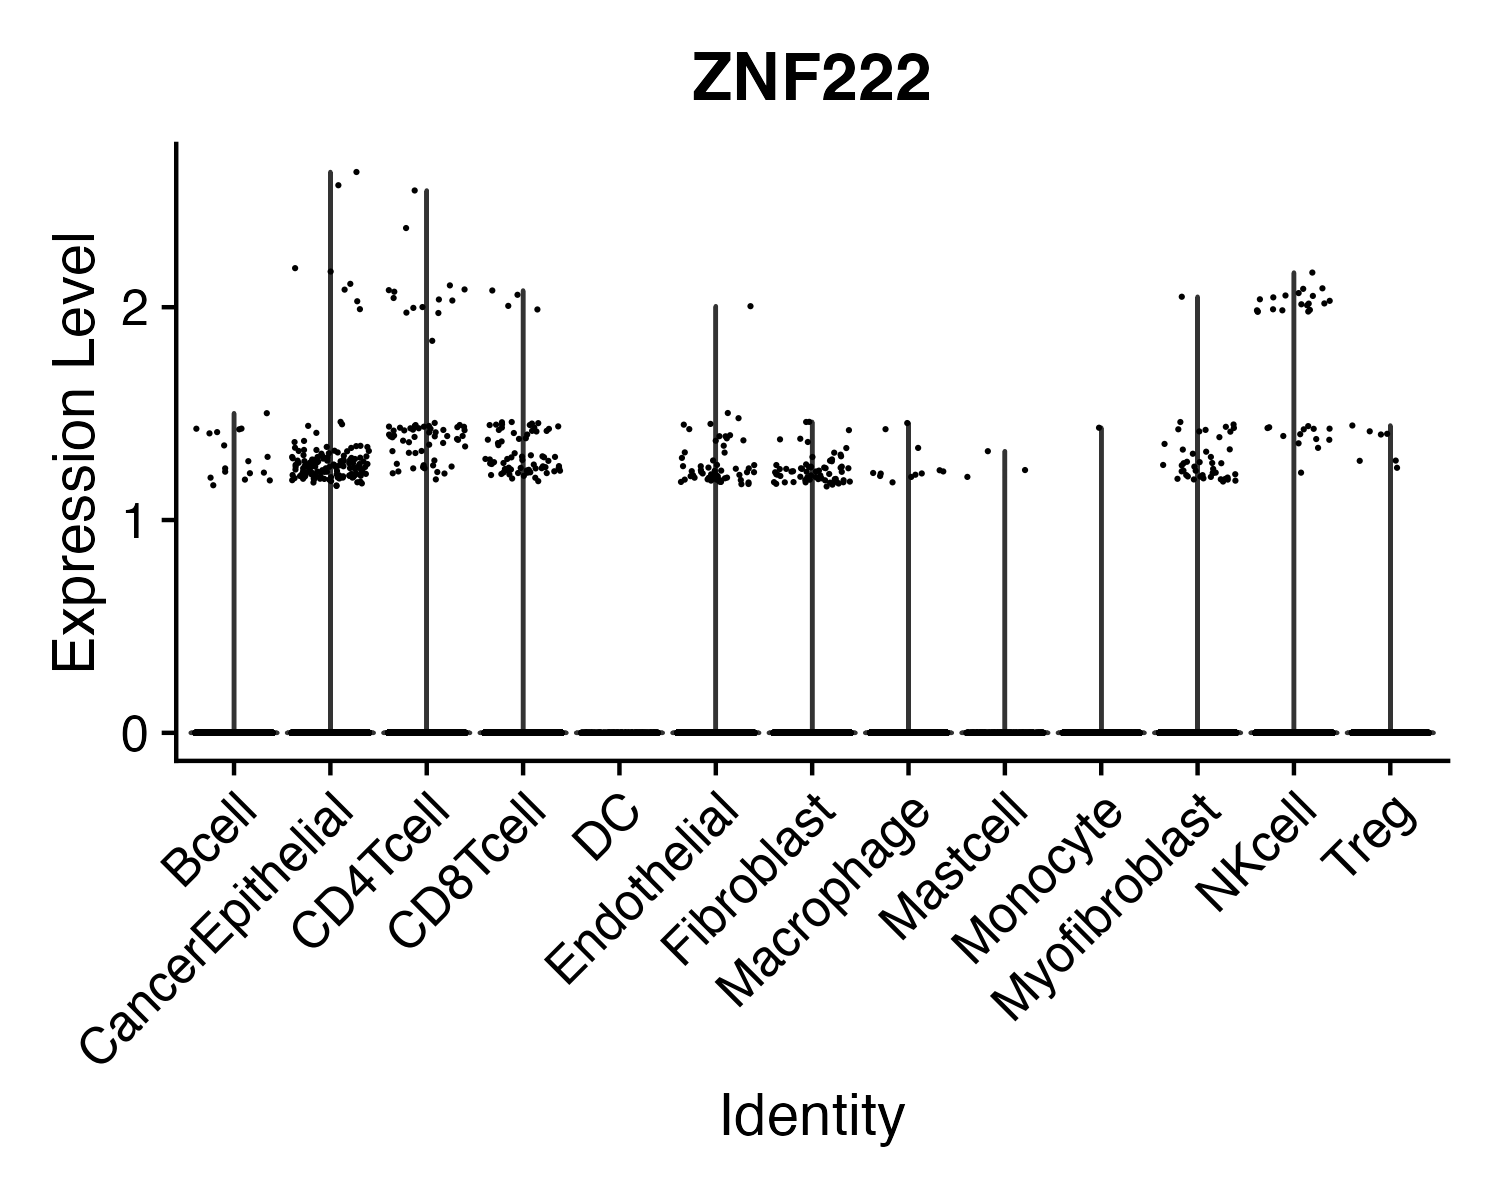 ZNF222
Expression Level
2
1
0
Bcell
CancerEpithelial
CD4Tcell
CD8Tcell
DC
Endothelial
Fibroblast
Macrophage
Mastcell
Monocyte
Myofibroblast
NKcell
Treg
Identity